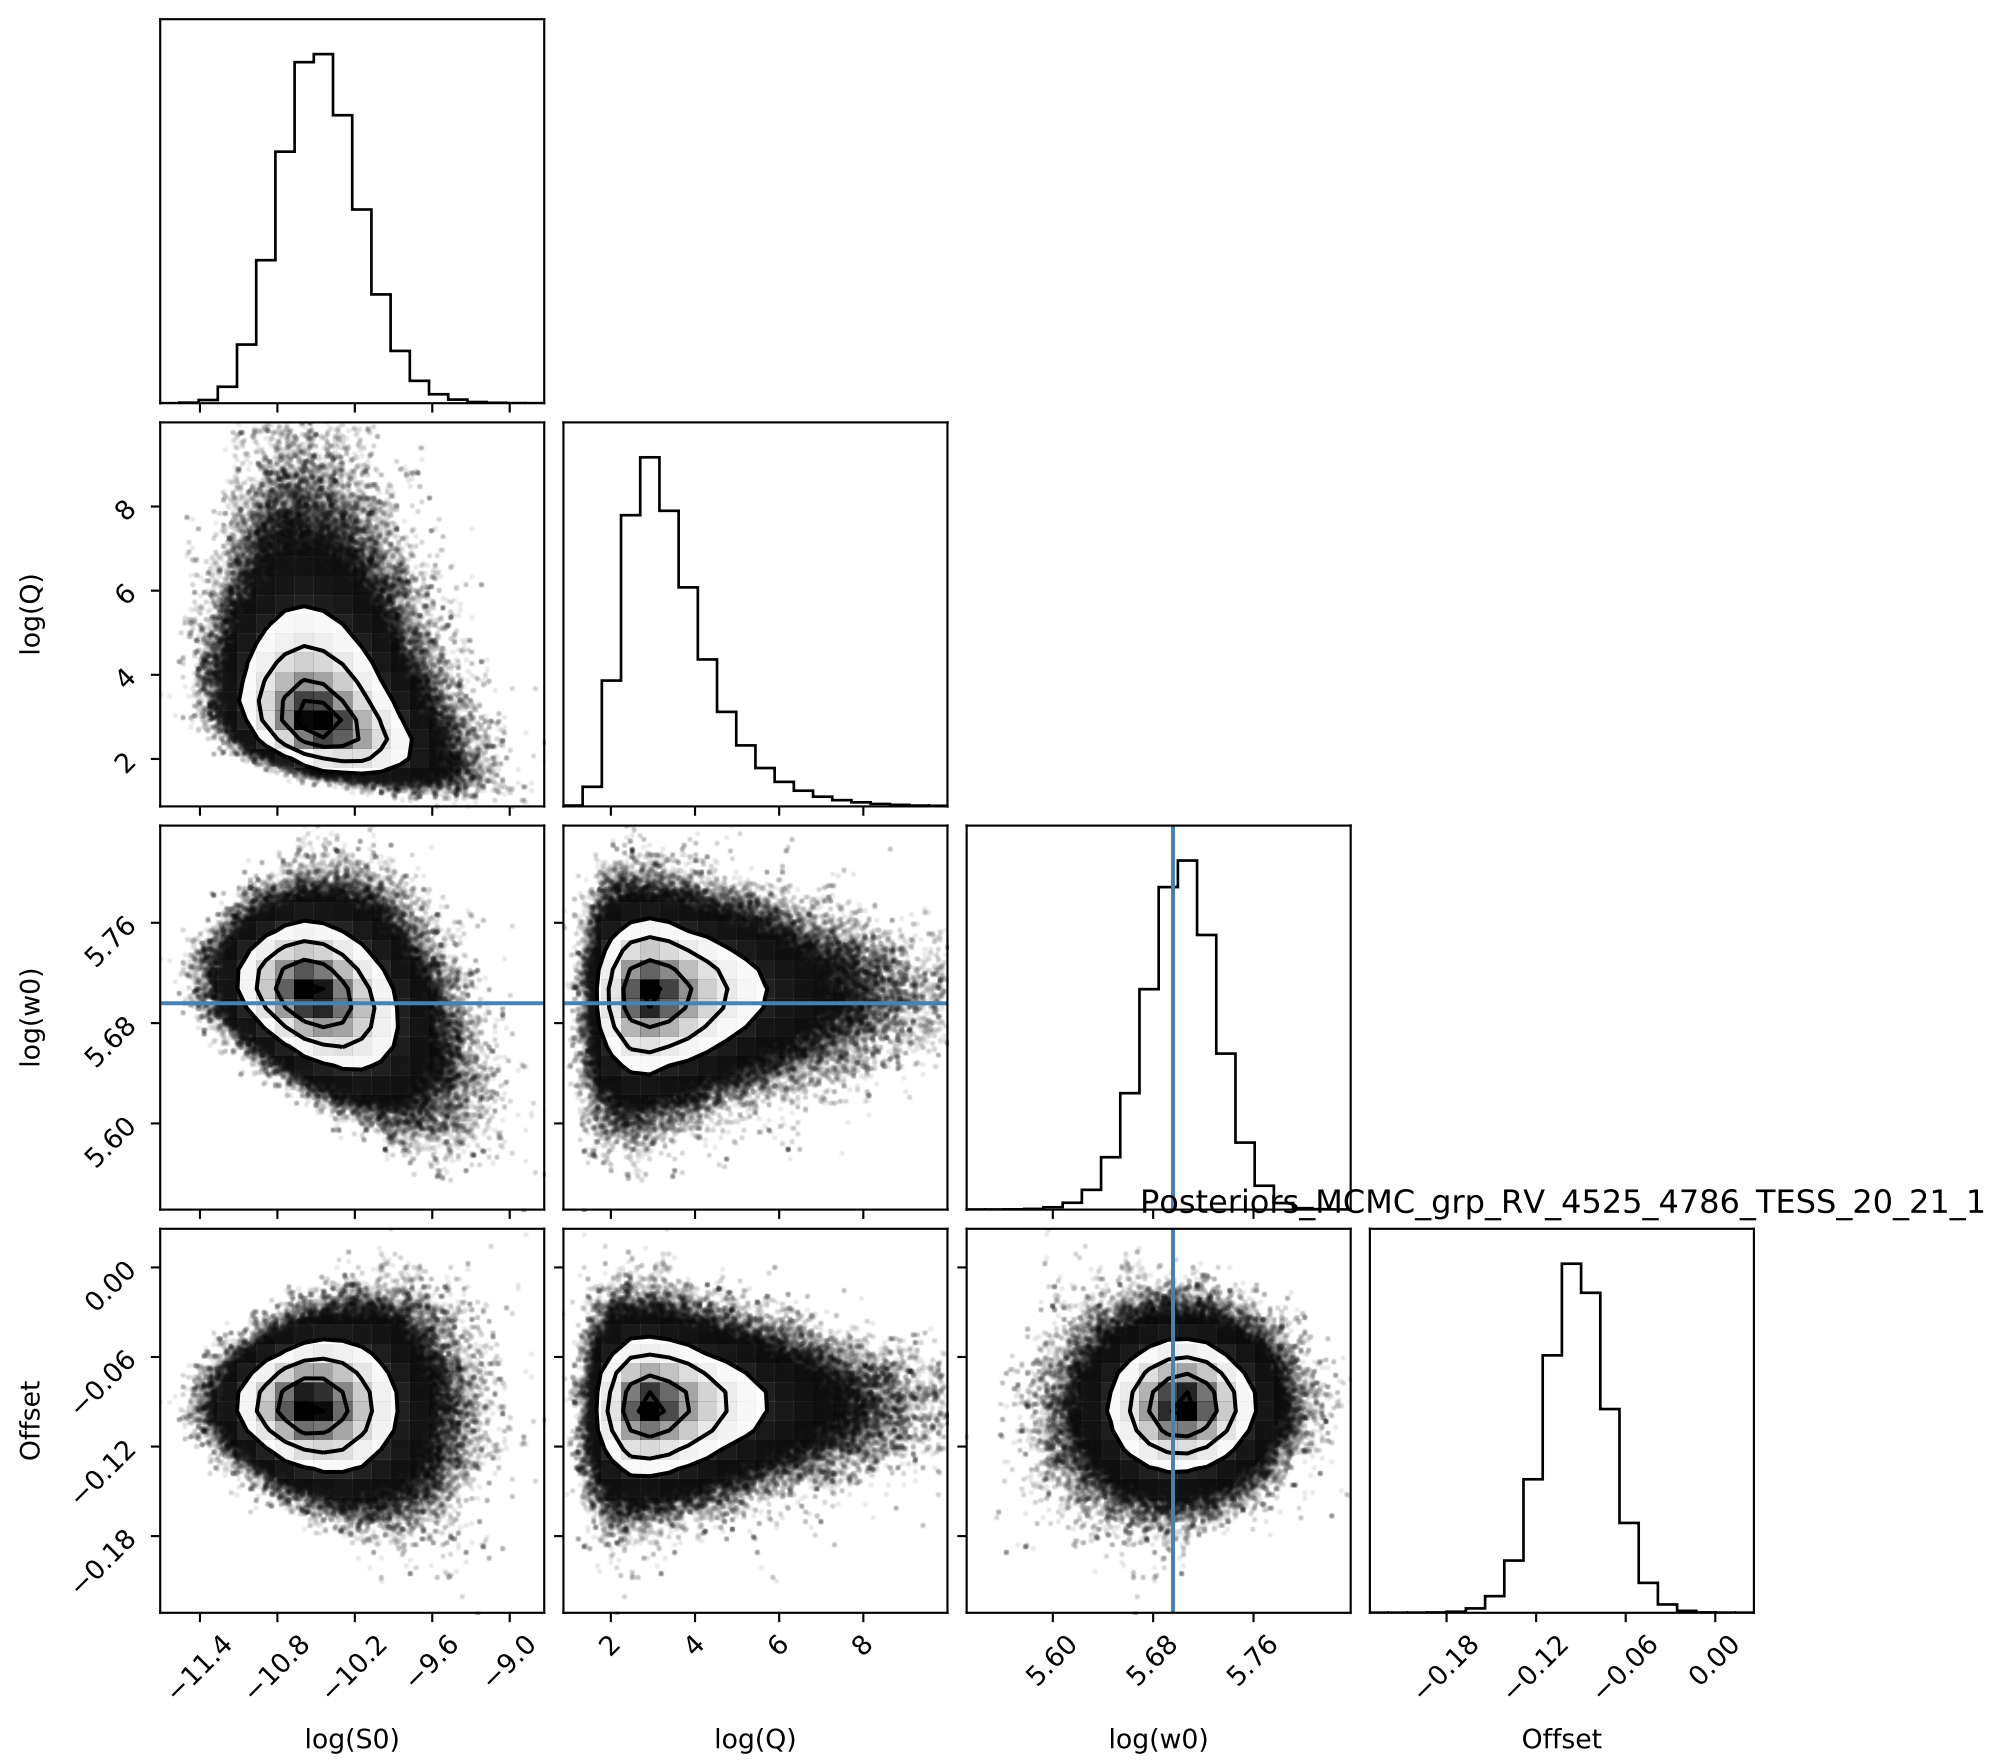 log(Q)
8
6
4
2
log(w0)
5.76
5.68
5.60
Posteriors_MCMC_grp_RV_4525_4786_TESS_20_21_1
Offset
0.00
−0.06
−0.12
−0.18
−11.4 −10.8 −10.2 −9.6 −9.0 2 4 6 8 5.60 5.68 5.76 −0.18 −0.12 −0.06 0.00
log(S0) log(Q) log(w0) Offset